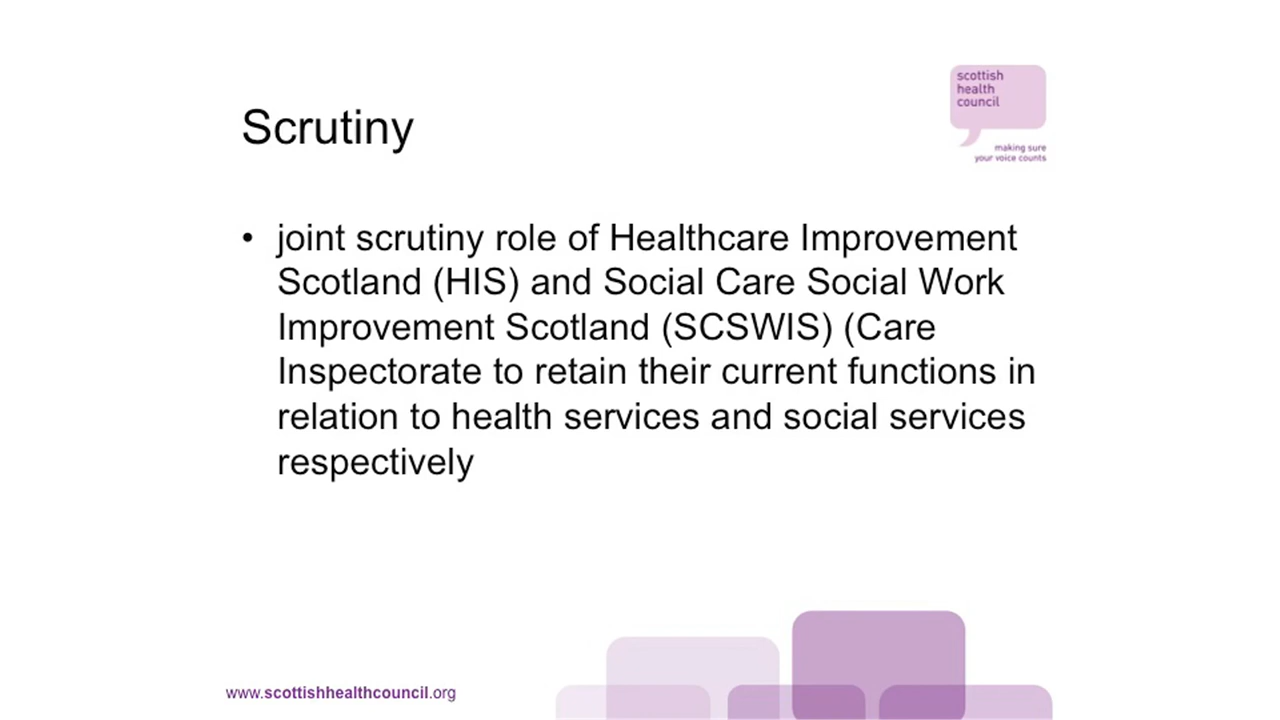 scottish
health
council
making sure
your voice counts
Scrutiny
• joint scrutiny role of Healthcare Improvement
Scotland (HIS) and Social Care Social Work
Improvement Scotland (SCSWIS) (Care
Inspectorate to retain their current functions in
relation to health services and social services
respectively
www.scottishhealthcouncil.org